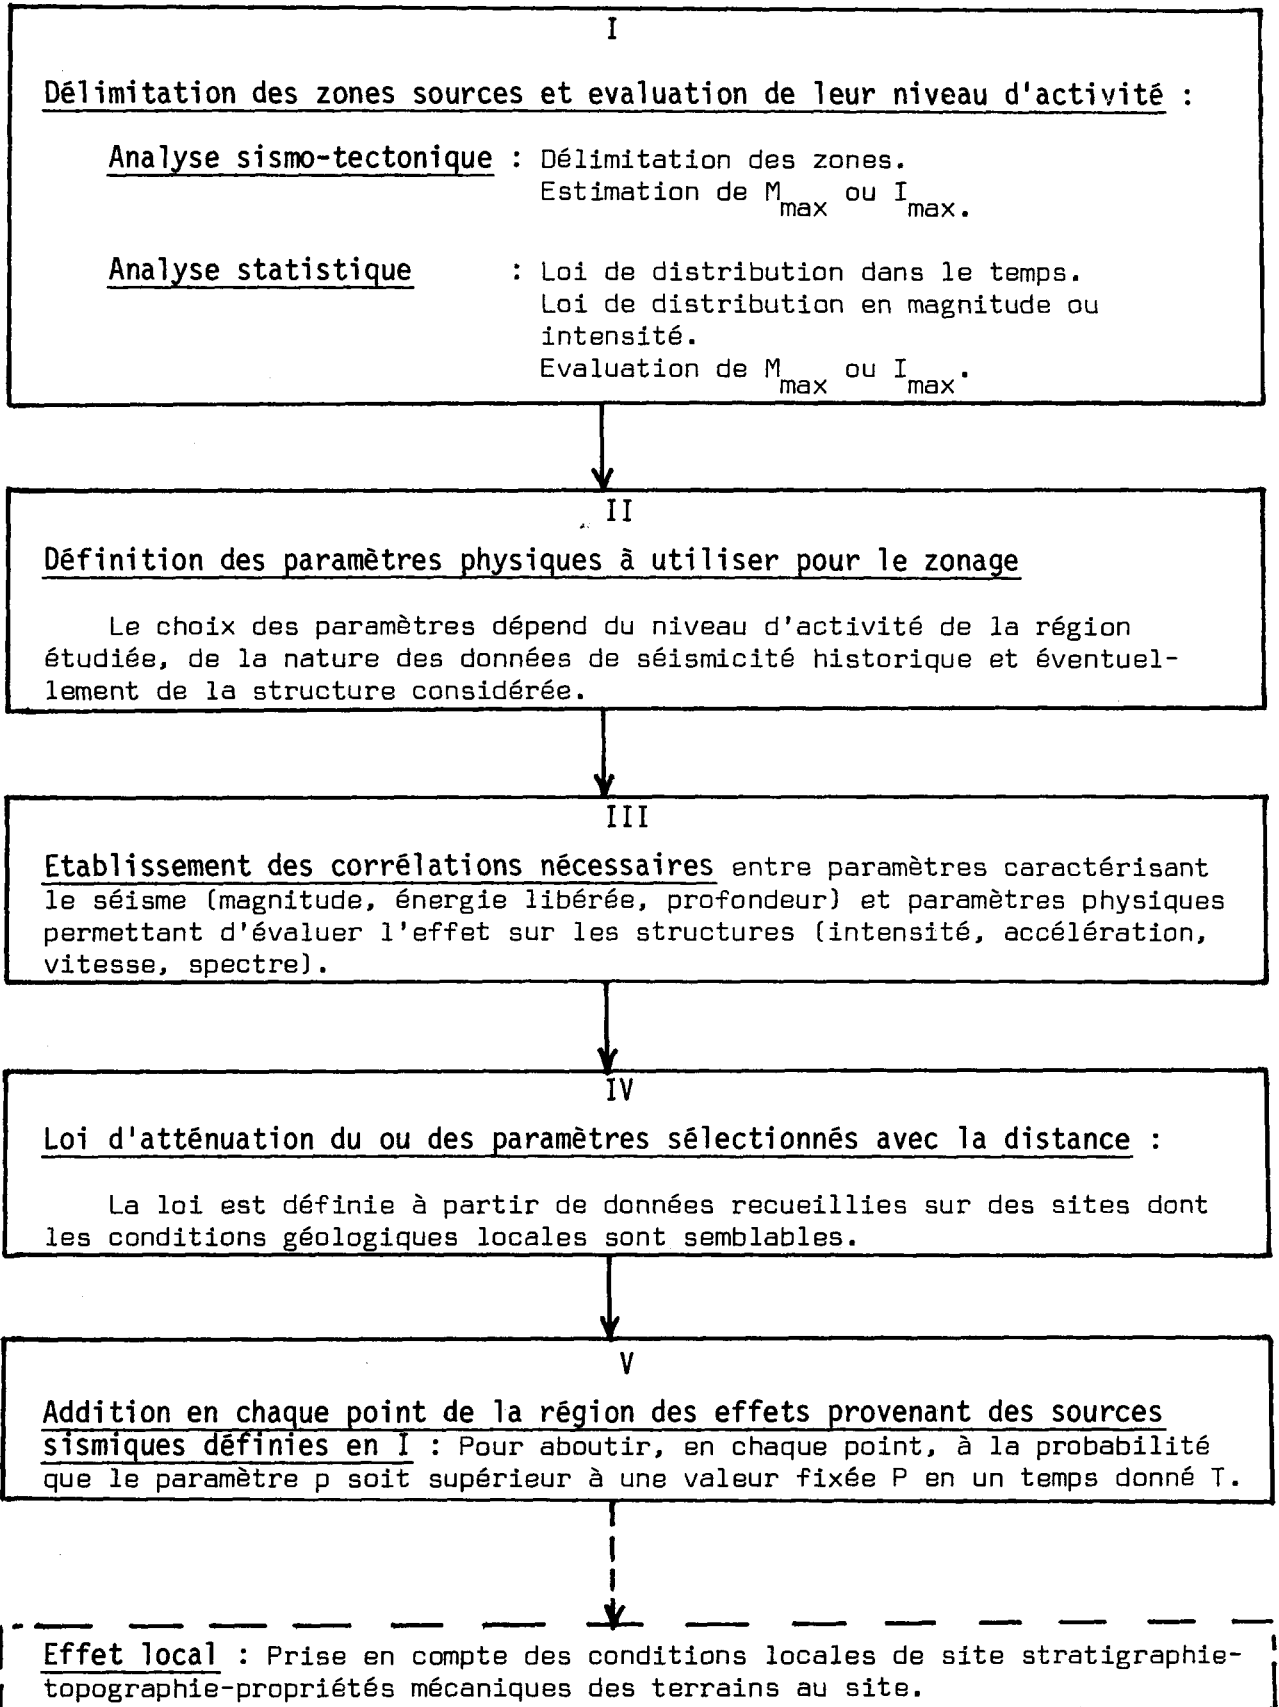 I
Délimitation des zones sources et evaluation de leur niveau d'activité :
Analyse sismo-tectonique : Délimitation des zones.
Estimation de Mmax ou Imax.
Analyse statistique : Loi de distribution dans le temps.
Loi de distribution en magnitude ou
intensité.
Evaluation de Mmax ou Imax.
II
Définition des paramètres physiques à utiliser pour le zonage
Le choix des paramètres dépend du niveau d'activité de la région
étudiée, de la nature des données de séismicité historique et éventuel-
lement de la structure considérée.
III
Etablissement des corrélations nécessaires entre paramètres caractérisant
le séisme (magnitude, énergie libérée, profondeur) et paramètres physiques
permettant d'évaluer l'effet sur les structures (intensité, accélération,
vitesse, spectre).
IV
Loi d'atténuation du ou des paramètres sélectionnés avec la distance :
La loi est définie à partir de données recueillies sur des sites dont
les conditions géologiques locales sont semblables.
V
Addition en chaque point de la région des effets provenant des sources
sismiques définies en I : Pour aboutir, en chaque point, à la probabilité
que le paramètre p soit supérieur à une valeur fixée P en un temps donné T.
Effet local : Prise en compte des conditions locales de site stratigraphie-
topographie-propriétés mécaniques des terrains au site.